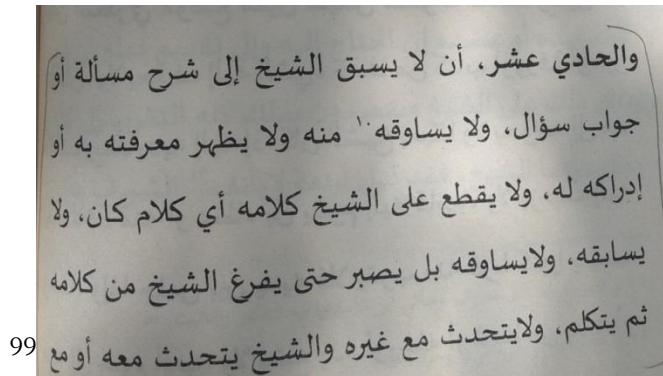 والحادي عشر، أن لا يسبق الشيخ إلى شرح مسألة أو
جواب سؤال، ولا يساوقه١٠ منه ولا يظهر معرفته به أو
إدراكه له، ولا يقطع على الشيخ كلامه أي كلام كان، ولا
يسابقه، ولايساوقه بل يصبر حتى يفرغ الشيخ من كلامه
ثم يتكلم، ولايتحدث مع غيره والشيخ يتحدث معه أو مع
99